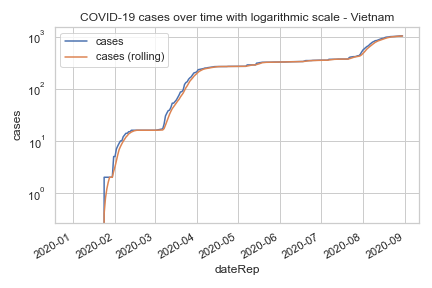 COVID-19 cases over time with logarithmic scale - Vietnam
cases
cases (rolling)
10³
10²
10¹
10⁰
cases
2020-01
2020-02
2020-03
2020-04
2020-05
2020-06
2020-07
2020-08
2020-09
dateRep